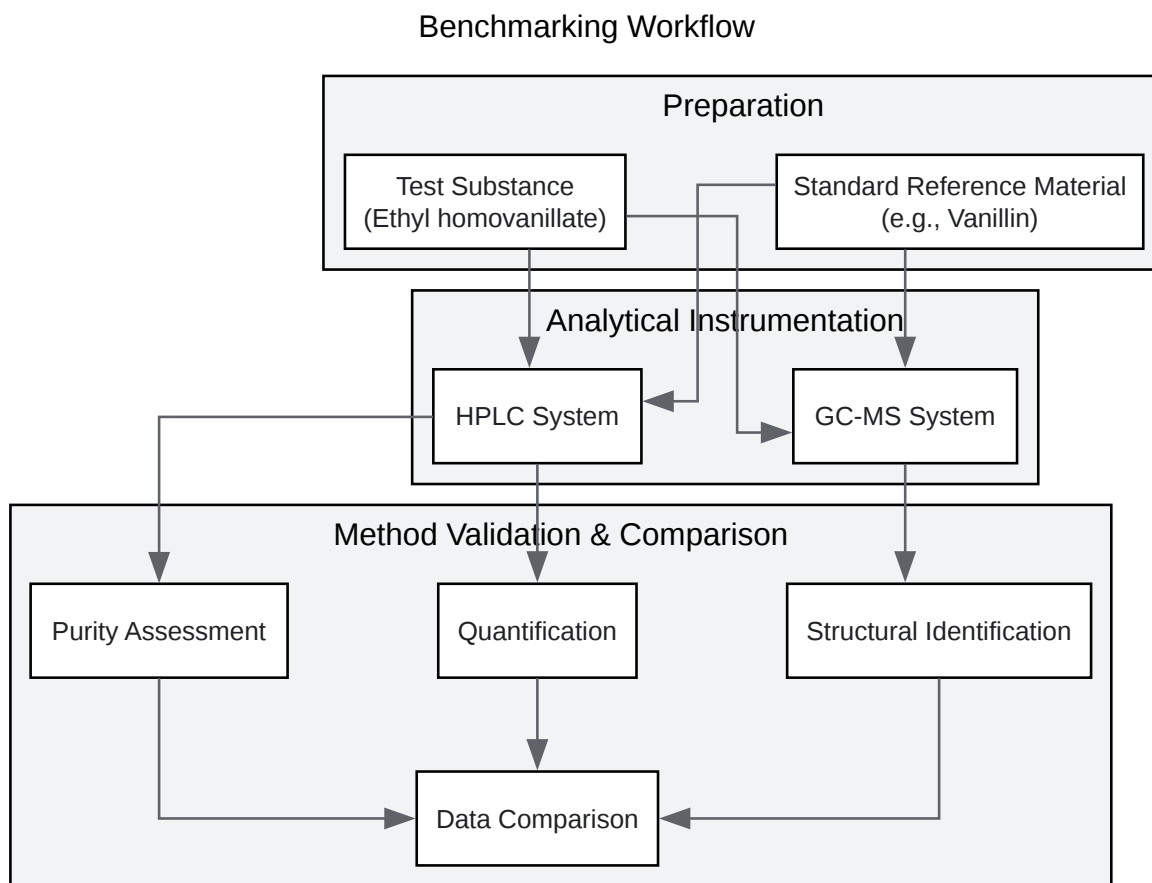 Benchmarking Workflow
Preparation
Test Substance
(Ethyl homovanillate)
Standard Reference Material
(e.g., Vanillin)
Analytical Instrumentation
HPLC System
GC-MS System
Method Validation & Comparison
Purity Assessment
Quantification
Structural Identification
Data Comparison